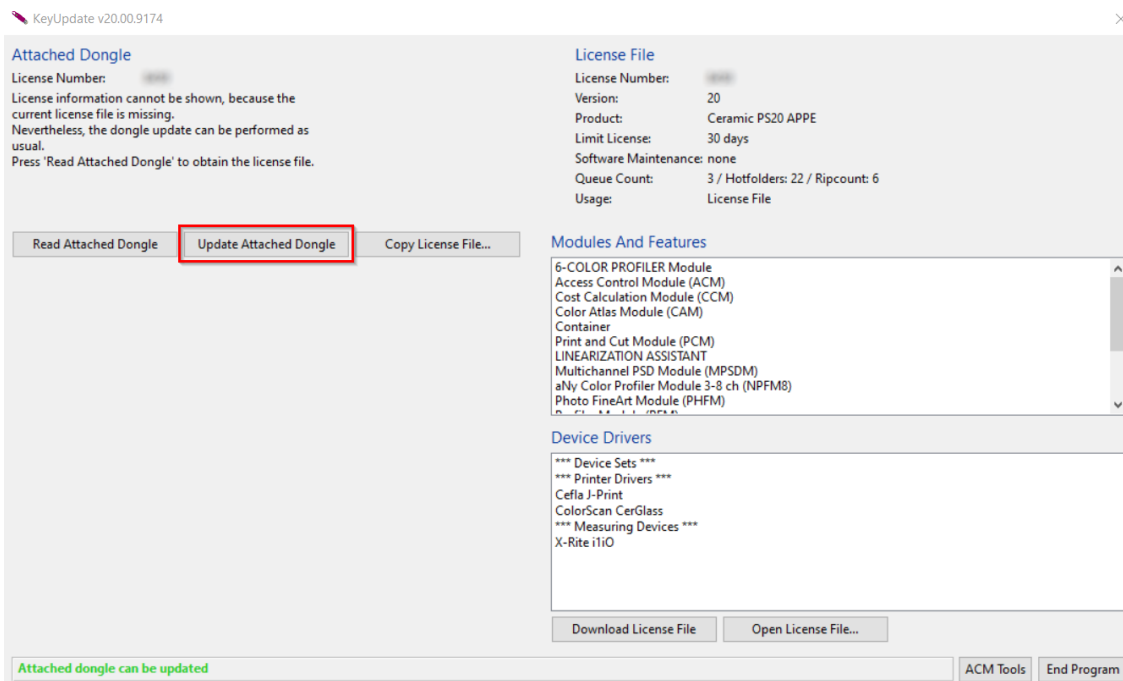 KeyUpdate v20.00.9174
Attached Dongle
License Number:
License information cannot be shown, because the
current license file is missing.
Nevertheless, the dongle update can be performed as
usual.
Press 'Read Attached Dongle' to obtain the license file.
Read Attached Dongle
Update Attached Dongle
Copy License File...
License File
License Number:
Version: 20
Product: Ceramic PS20 APPE
Limit License: 30 days
Software Maintenance: none
Queue Count: 3 / Hotfolders: 22 / Ripcount: 6
Usage: License File
Modules And Features
6-COLOR PROFILER Module
Access Control Module (ACM)
Cost Calculation Module (CCM)
Color Atlas Module (CAM)
Container
Print and Cut Module (PCM)
LINEARIZATION ASSISTANT
Multichannel PSD Module (MPSDM)
aNy Color Profiler Module 3-8 ch (NPFM8)
Photo FineArt Module (PHFM)
Device Drivers
*** Device Sets ***
*** Printer Drivers ***
Cefla J-Print
ColorScan CerGlass
*** Measuring Devices ***
X-Rite i1iO
Download License File
Open License File...
Attached dongle can be updated
ACM Tools
End Program